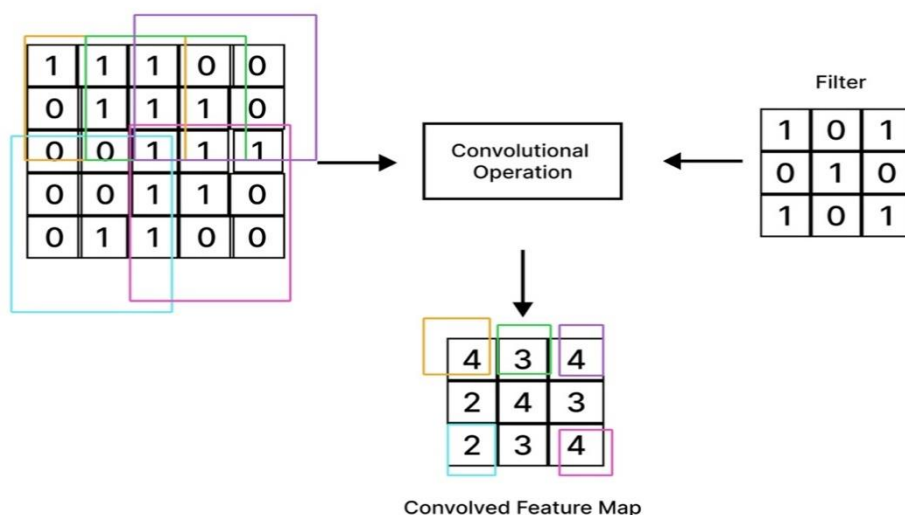 1 1 1 0 0
0 1 1 1 0
0 0 1 1 1
0 0 1 1 0
0 1 1 0 0
Convolutional
Operation
Filter
1 0 1
0 1 0
1 0 1
4 3 4
2 4 3
2 3 4
Convolved Feature Map